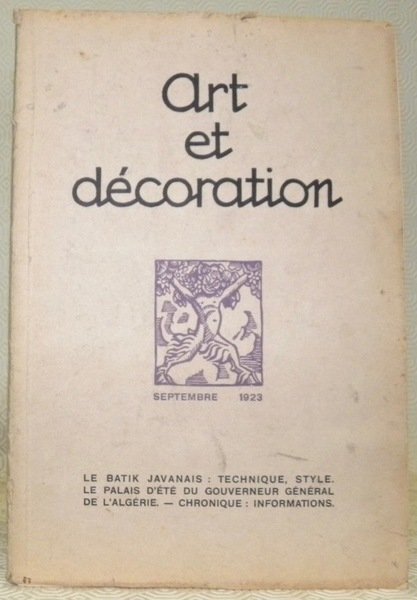 art
et
décoration
SEPTEMBRE 1923
LE BATIK JAVANAIS : TECHNIQUE, STYLE.
LE PALAIS D'ÉTÉ DU GOUVERNEUR GÉNÉRAL
DE L'ALGÉRIE. — CHRONIQUE : INFORMATIONS.